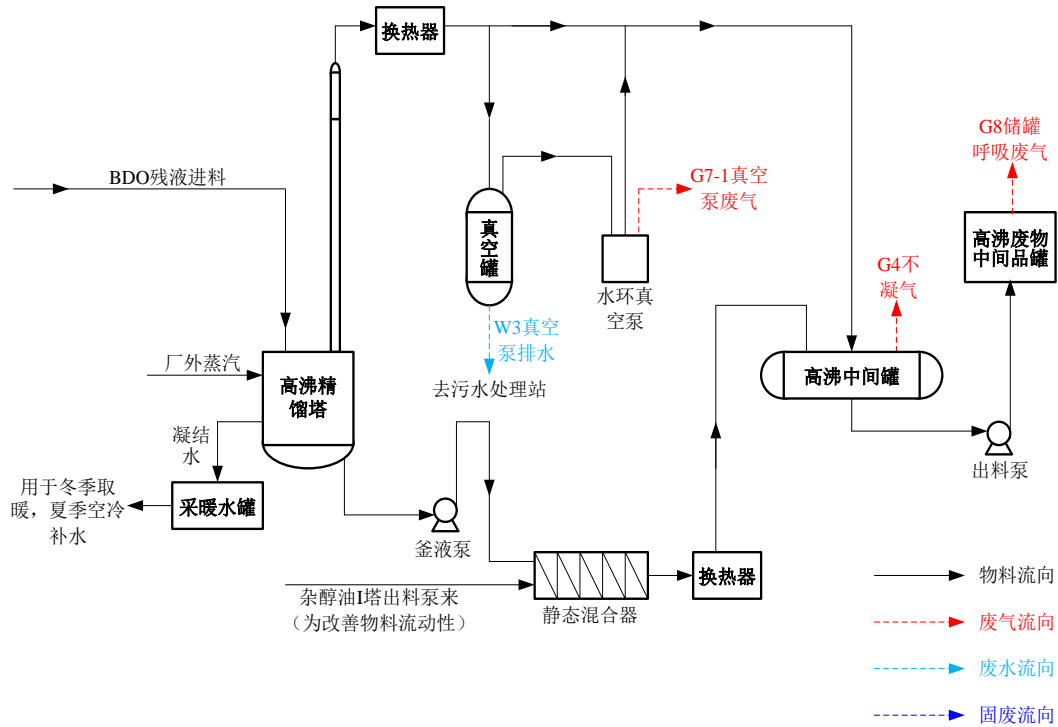 换热器
G8储罐
呼吸废气
BDO残液进料
G7-1真空
泵废气
真
空
罐
高沸废物
中间品罐
G4不
凝气
水环真
空泵
W3真空
泵排水
厂外蒸汽
高沸精
馏塔
去污水处理站
高沸中间罐
凝结
水
出料泵
用于冬季取
暖，夏季空冷
补水
采暖水罐
釜液泵
换热器
杂醇油I塔出料泵来
（为改善物料流动性）
静态混合器
物料流向
废气流向
废水流向
固废流向